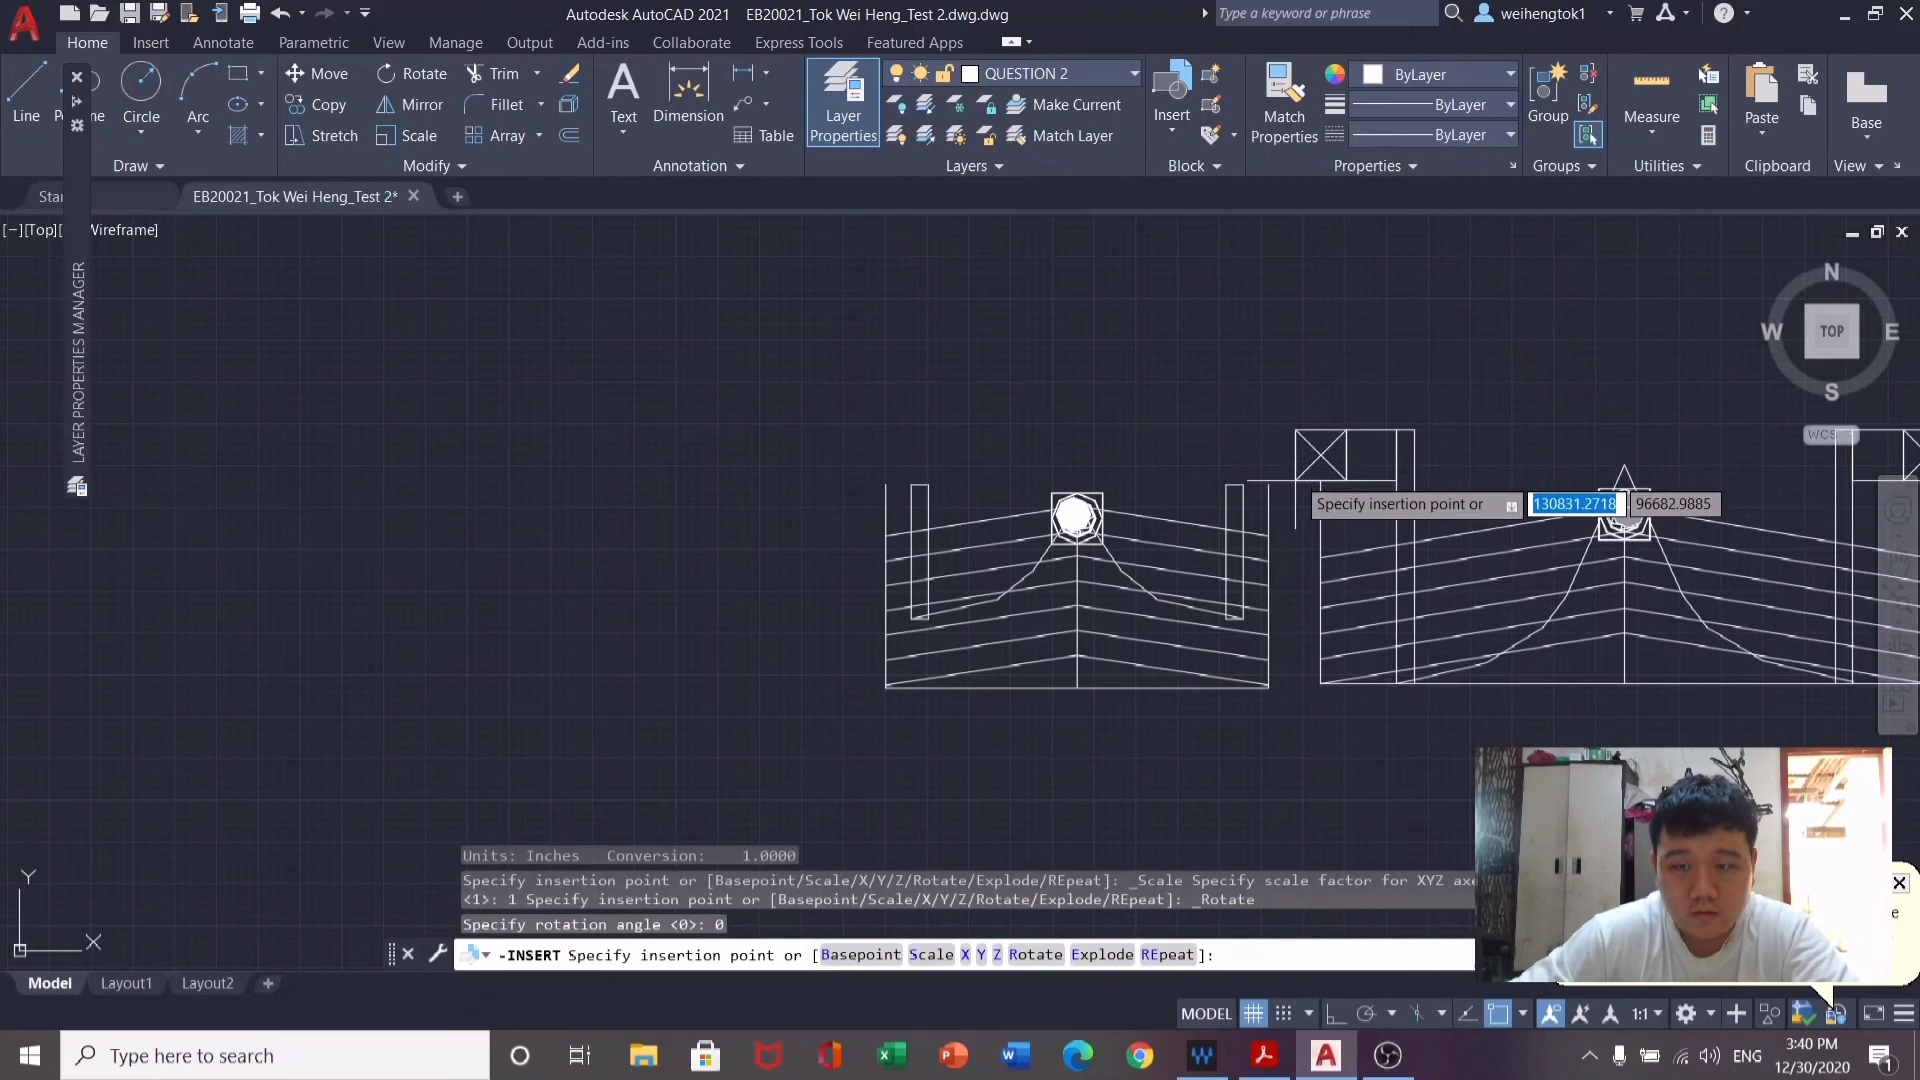 Autodesk AutoCAD 2021 EB20021_Tok Wei Heng_Test 2.dwg.dwg
Type a keyword or phrase
weihengtok1
Home Insert Annotate Parametric View Manage Output Add-ins Collaborate Express Tools Featured Apps
Line
Circle
Arc
Draw
Move Rotate Trim
Copy Mirror Fillet
Stretch Scale Array
Modify
Text
Dimension
Table
Annotation
Layer
Properties
QUESTION 2
Make Current
Match Layer
Layers
Insert
Block
Match
Properties
ByLayer
ByLayer
ByLayer
Properties
Group
Groups
Measure
Utilities
Paste
Clipboard
Base
View
EB20021_Tok Wei Heng_Test 2*
[−][Top][ Wireframe]
LAYER PROPERTIES MANAGER
N
W TOP E
S
WCS
Specify insertion point or 130831.2718 96682.9885
Units: Inches Conversion: 1.0000
Specify insertion point or [Basepoint/Scale/X/Y/Z/Rotate/Explode/REpeat]: _Scale Specify scale factor for XYZ axe
<1>: 1 Specify insertion point or [Basepoint/Scale/X/Y/Z/Rotate/Explode/REpeat]: _Rotate
Specify rotation angle <0>: 0
-INSERT Specify insertion point or [Basepoint Scale X Y Z Rotate Explode REpeat]:
Y
X
Model Layout1 Layout2
MODEL 1:1
Type here to search
ENG
3:40 PM
12/30/2020
1